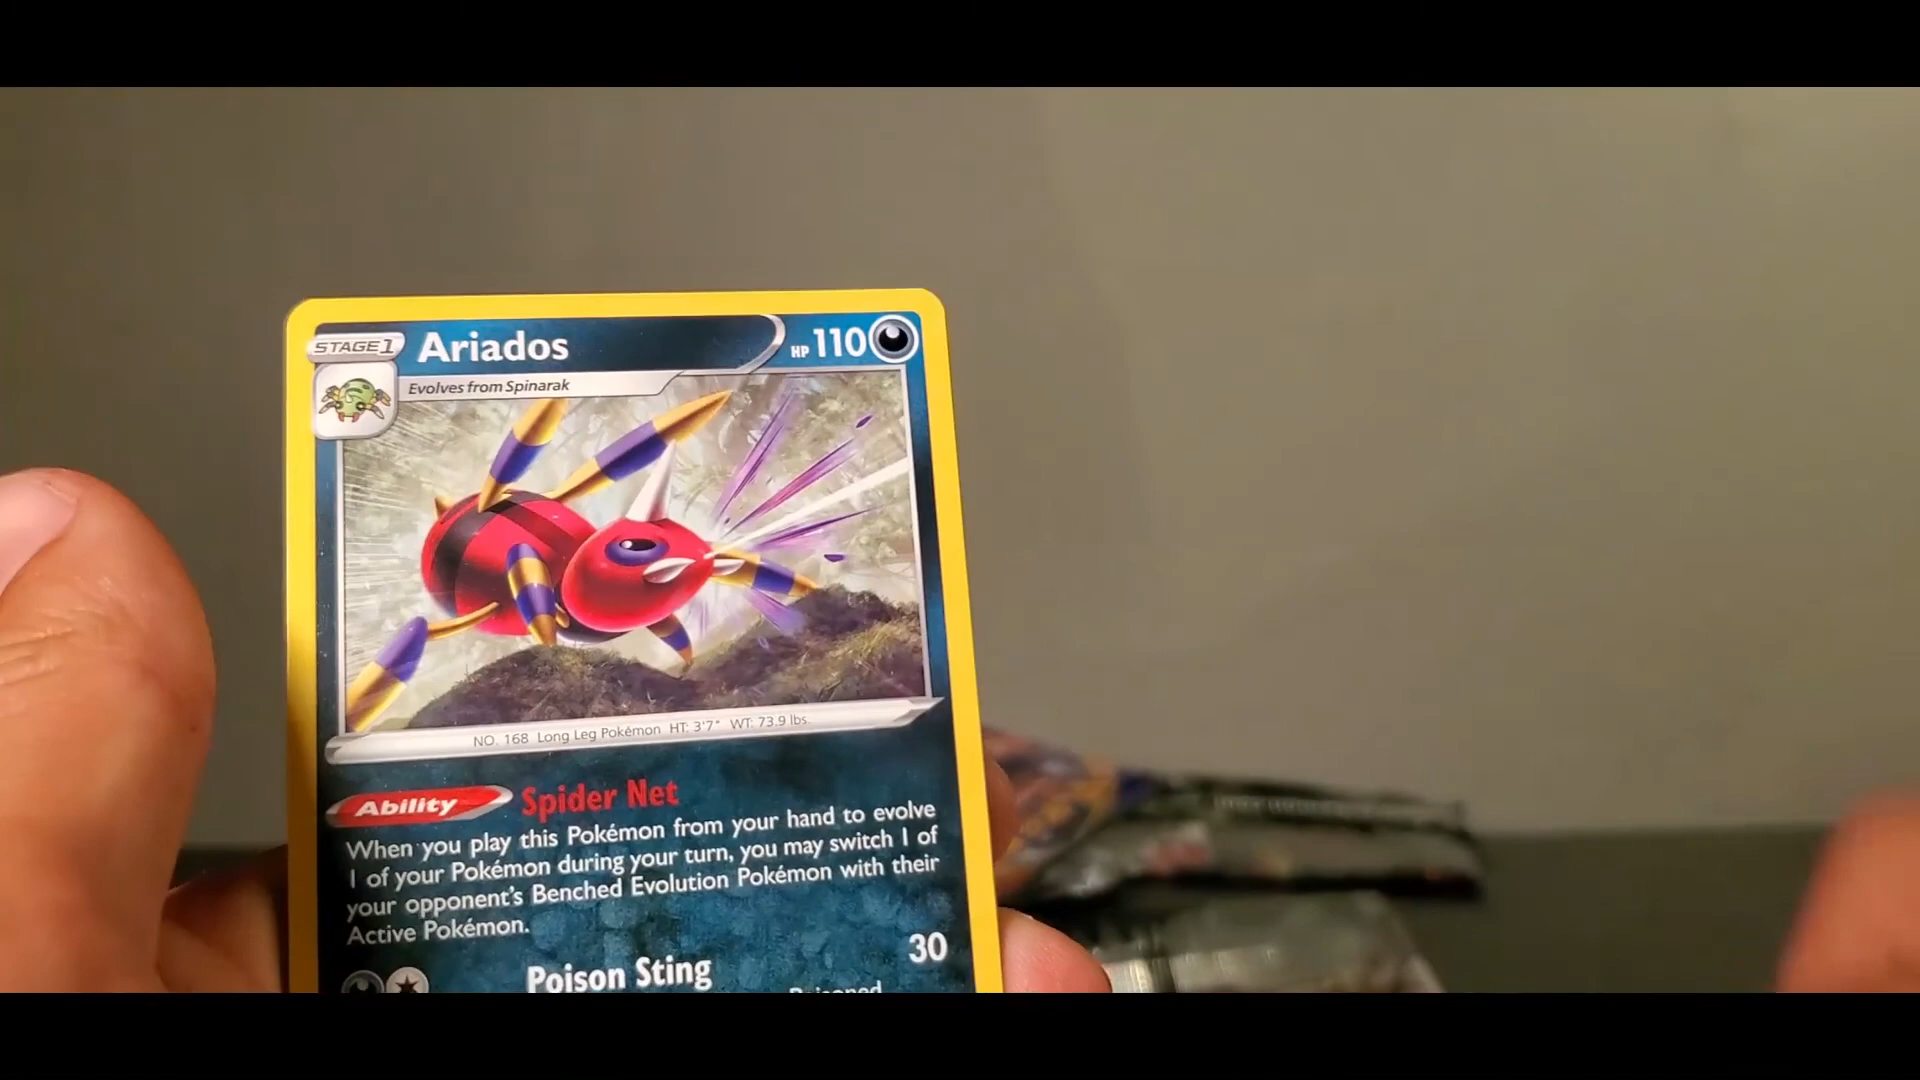 STAGE 1 Ariados HP 110
Evolves from Spinarak
NO. 168 Long Leg Pokémon HT: 3'7" WT: 73.9 lbs.
Ability Spider Net
When you play this Pokémon from your hand to evolve
1 of your Pokémon during your turn, you may switch 1 of
your opponent's Benched Evolution Pokémon with their
Active Pokémon.
Poison Sting 30
Poisoned